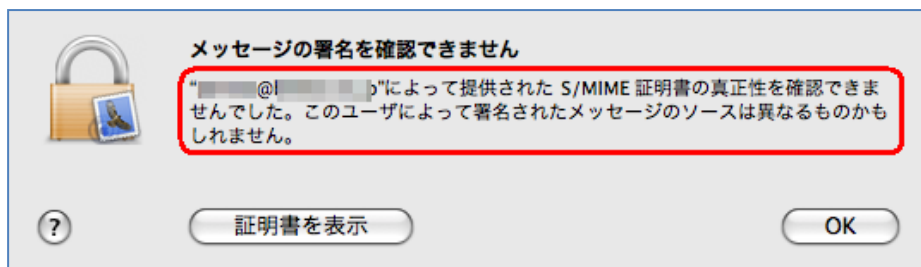 メッセージの署名を確認できません
"@"によって提供された S/MIME 証明書の真正性を確認できま
せんでした。このユーザによって署名されたメッセージのソースは異なるものかも
しれません。
?
証明書を表示
OK